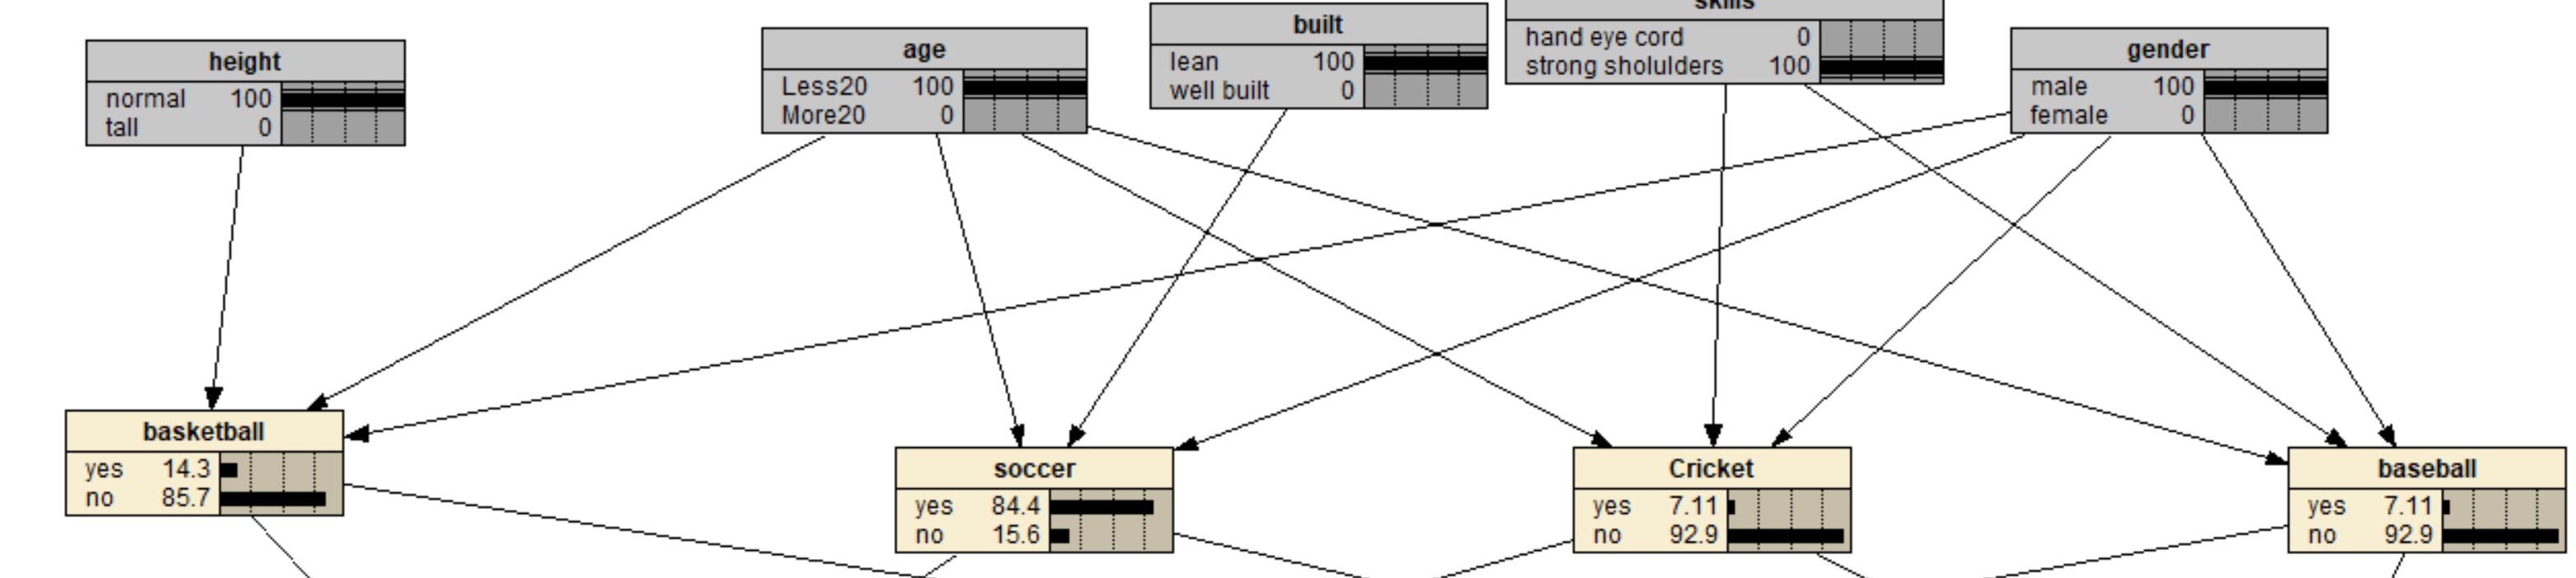 height
normal 100
tall 0
age
Less20 100
More20 0
built
lean 100
well built 0
skills
hand eye cord 0
strong sholulders 100
gender
male 100
female 0
basketball
yes 14.3
no 85.7
soccer
yes 84.4
no 15.6
Cricket
yes 7.11
no 92.9
baseball
yes 7.11
no 92.9